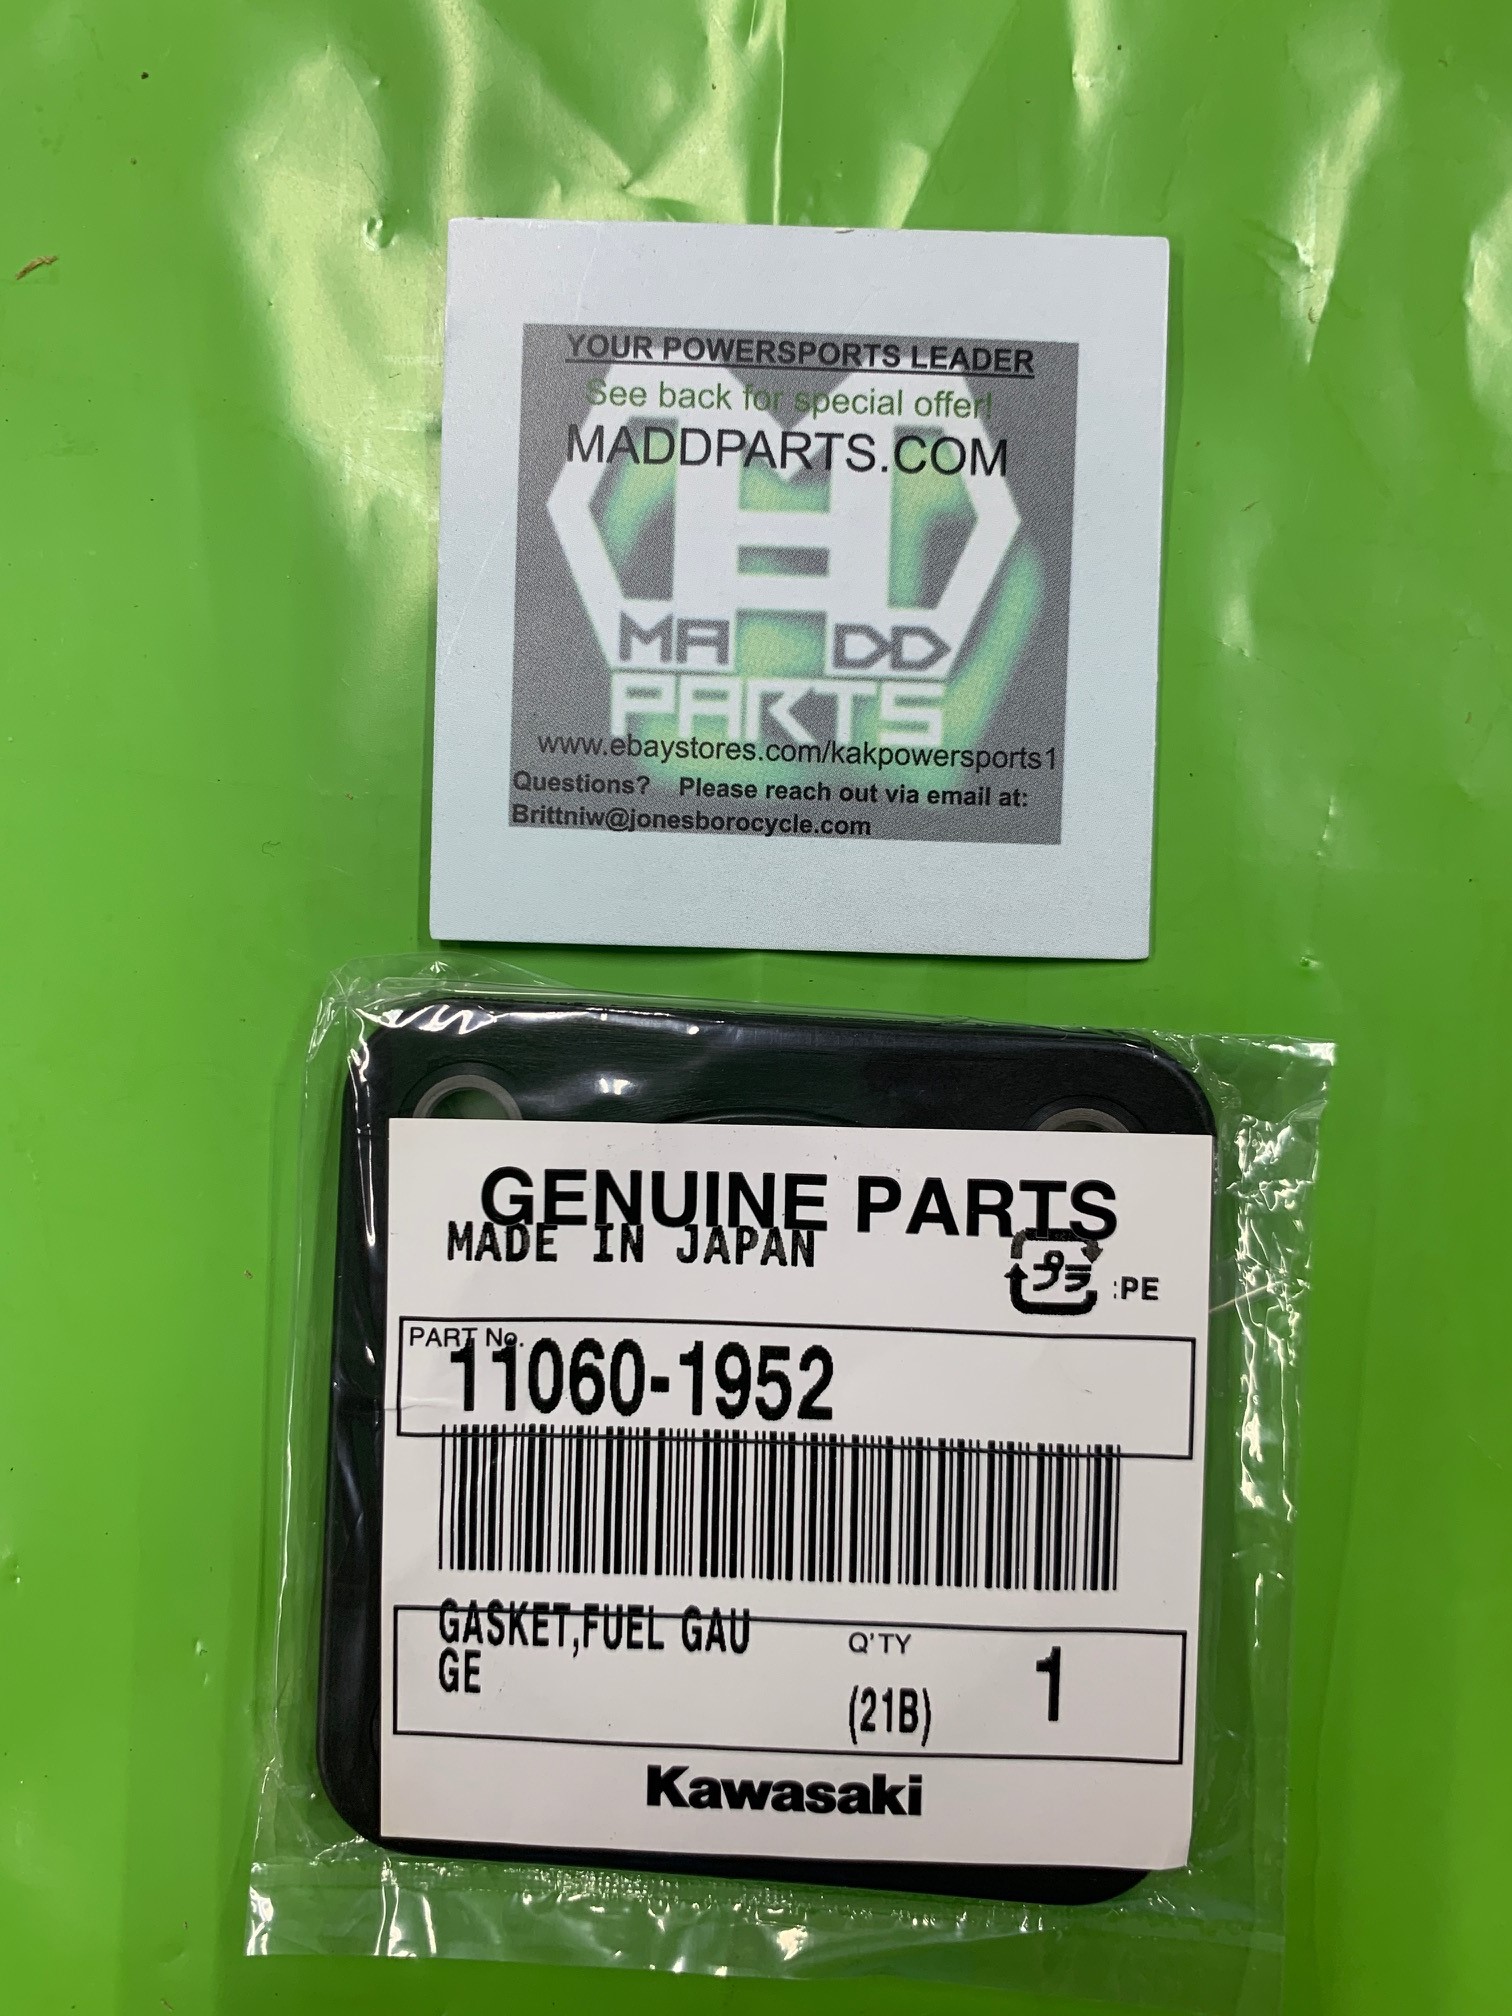 YOUR POWERSPORTS LEADER
See back for special offer!
MADDPARTS.COM
MA DD
PARTS
www.ebaystores.com/kakpowersports1
Questions? Please reach out via email at:
Brittniw@jonesborocycle.com
GENUINE PARTS
MADE IN JAPAN
プラ :PE
PART No.
11060-1952
GASKET,FUEL GAU
GE
Q'TY
(21B)
1
Kawasaki